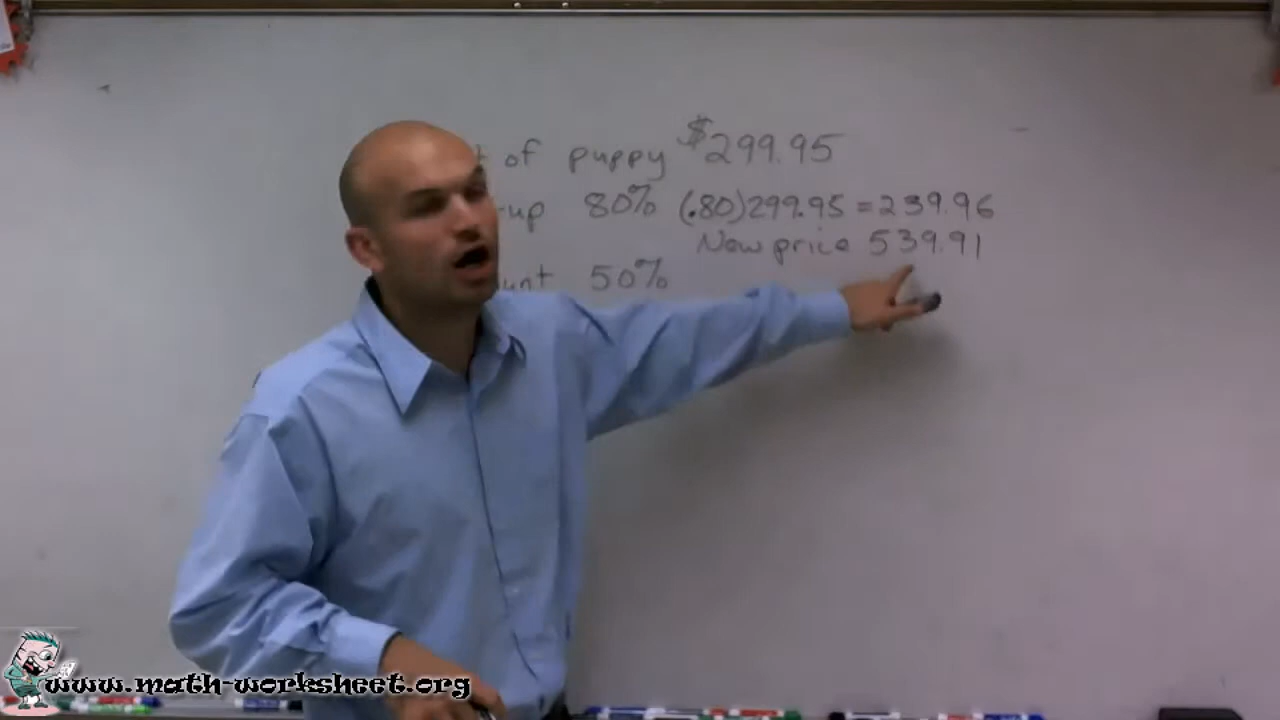 of puppy $299.95
-up 80% (.80)299.95 = 239.96
New price 539.91
unt 50%
www.math-worksheet.org